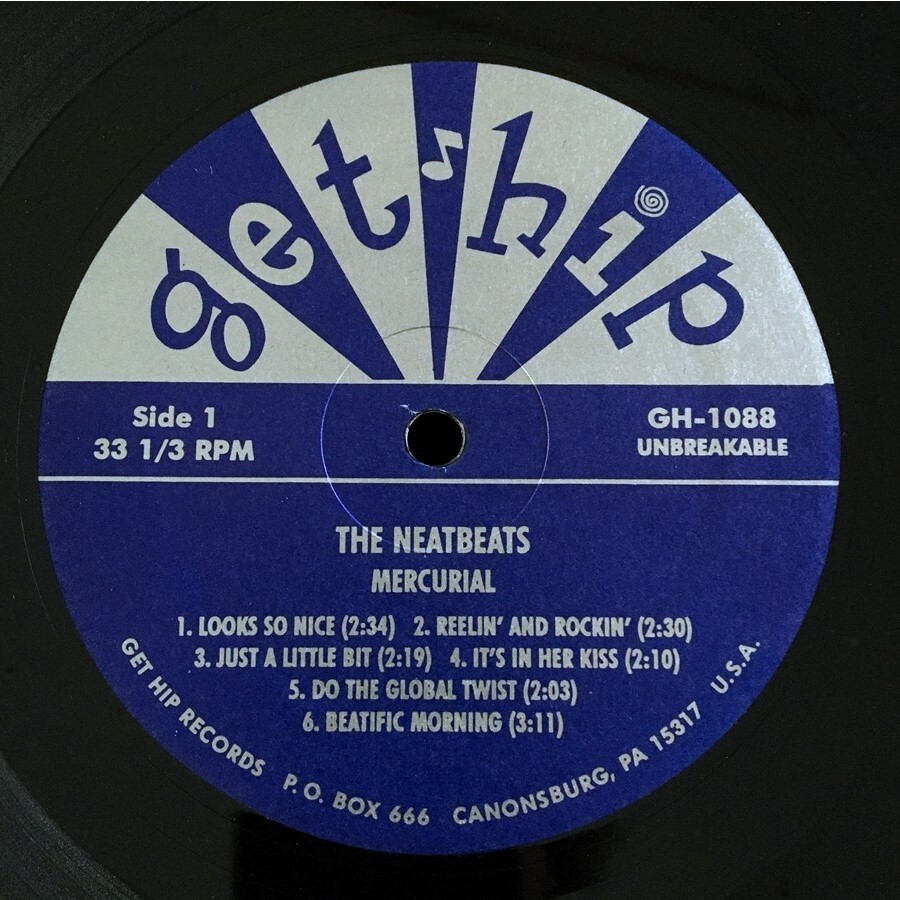 get hip
Side 1
33 1/3 RPM
GH-1088
UNBREAKABLE
THE NEATBEATS
MERCURIAL
1. LOOKS SO NICE (2:34) 2. REELIN' AND ROCKIN' (2:30)
3. JUST A LITTLE BIT (2:19) 4. IT'S IN HER KISS (2:10)
5. DO THE GLOBAL TWIST (2:03)
6. BEATIFIC MORNING (3:11)
GET HIP RECORDS P.O. BOX 666 CANONSBURG, PA 15317 U.S.A.